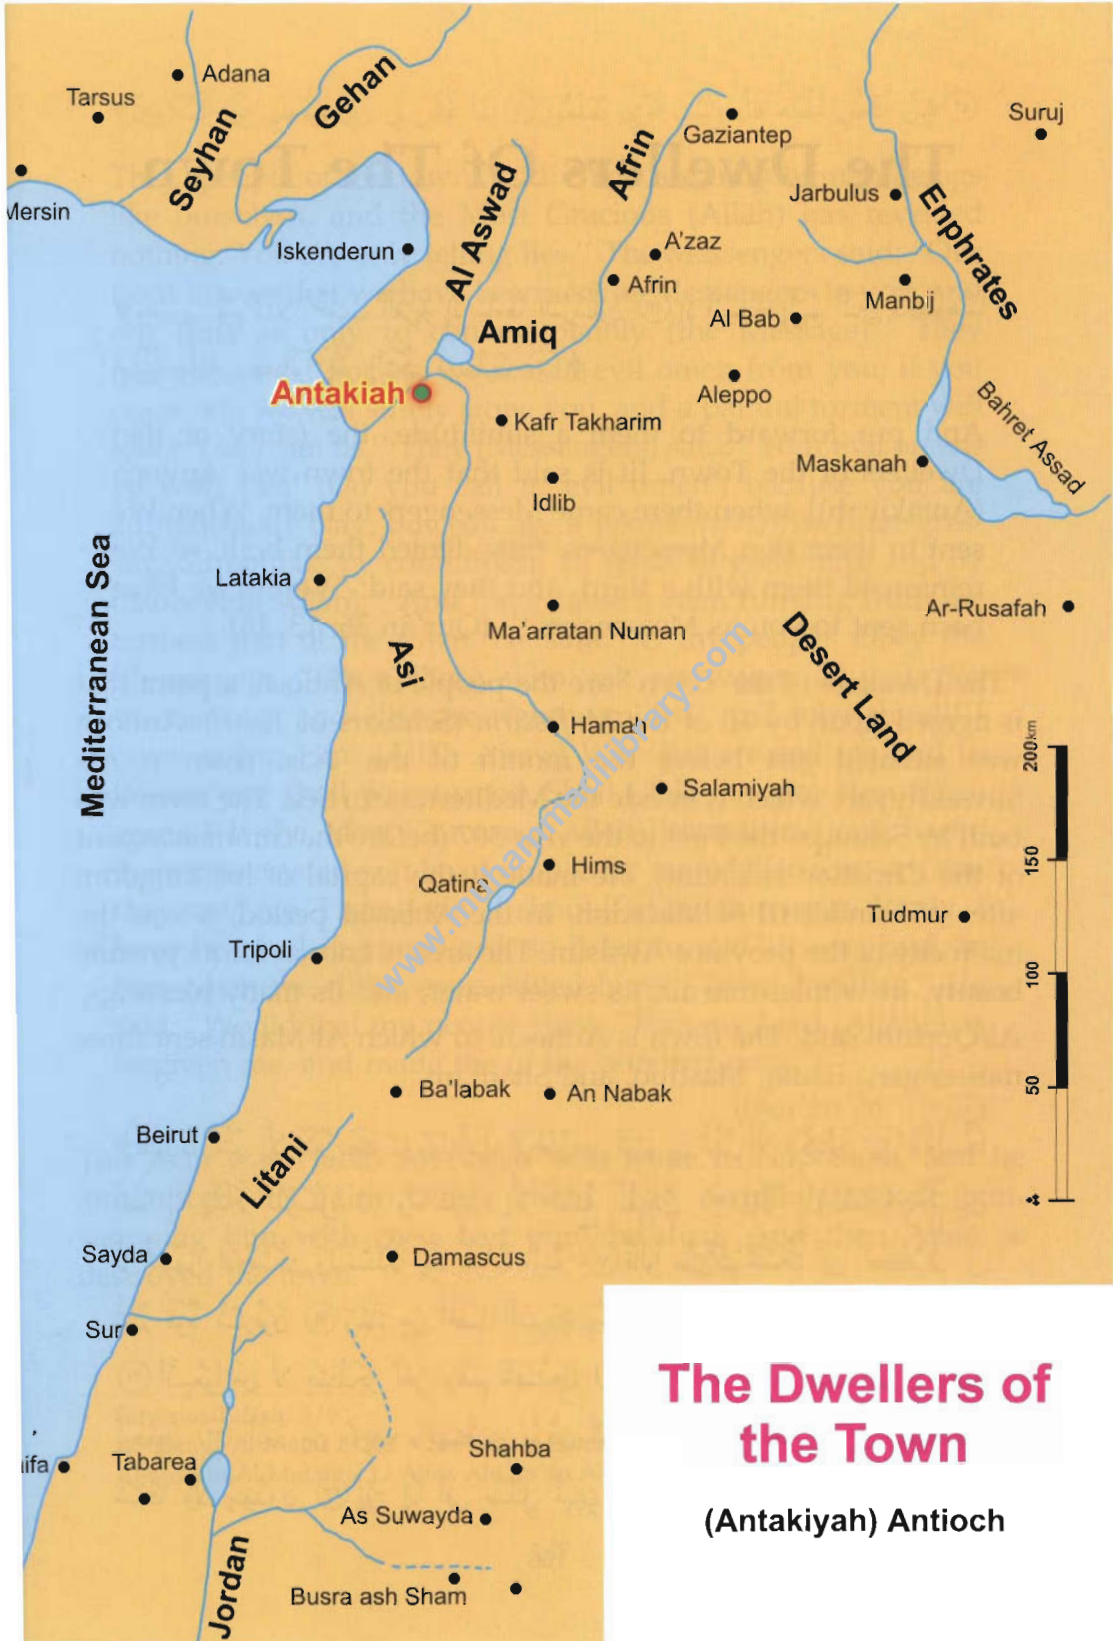 Adana
Tarsus
Mersin
Seyhan
Gehan
Iskenderun
Al Aswad
Afrin
Gaziantep
Suruj
Jarbulus
Enphrates
A'zaz
Afrin
Manbij
Al Bab
Amiq
Antakiah
Aleppo
Kafr Takharim
Bahret Assad
Maskanah
Idlib
Mediterranean Sea
Latakia
Ma'arratan Numan
Ar-Rusafah
Asi
Desert Land
Hamah
Salamiyah
Hims
Qatina
Tudmur
Tripoli
www.muhammadilibrary.com
200km
150
100
50
Ba'labak
An Nabak
Beirut
Litani
Sayda
Damascus
Sur
ifa
Tabarea
Shahba
As Suwayda
Jordan
Busra ash Sham
The Dwellers of
the Town
(Antakiyah) Antioch